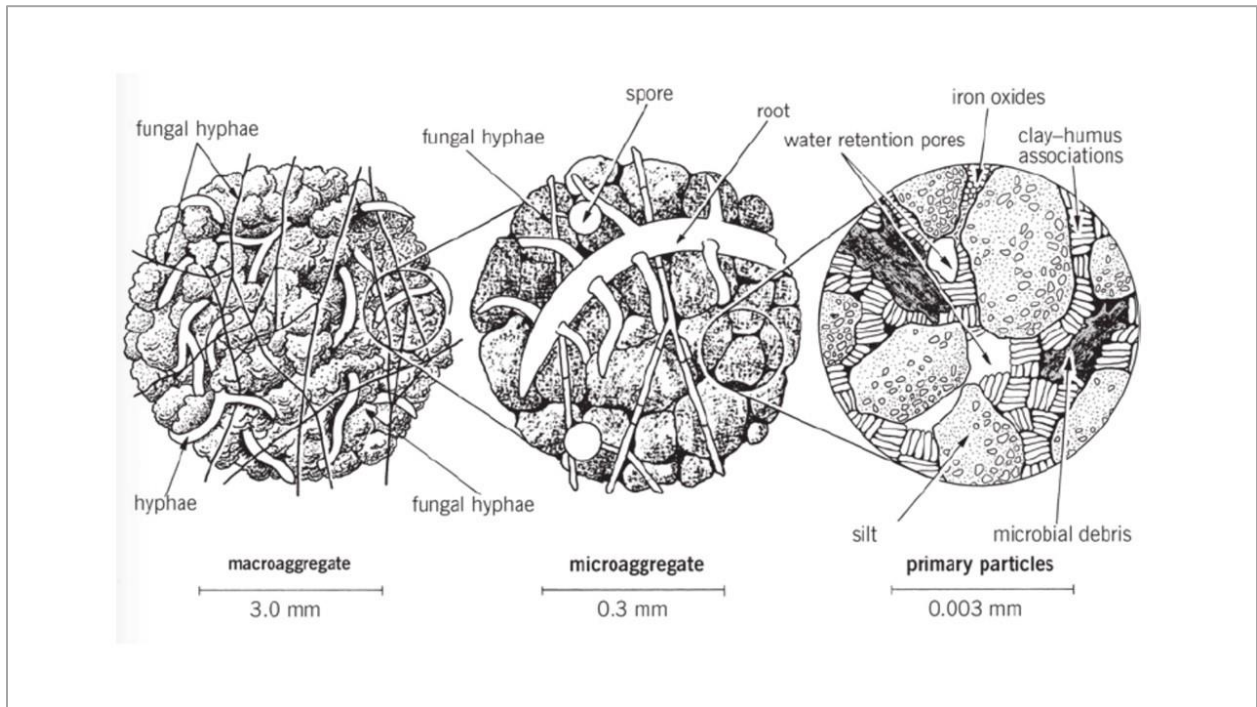 spore
iron oxides
root
fungal hyphae
fungal hyphae
water retention pores
clay–humus
associations
hyphae
fungal hyphae
silt
microbial debris
macroaggregate
microaggregate
primary particles
3.0 mm
0.3 mm
0.003 mm